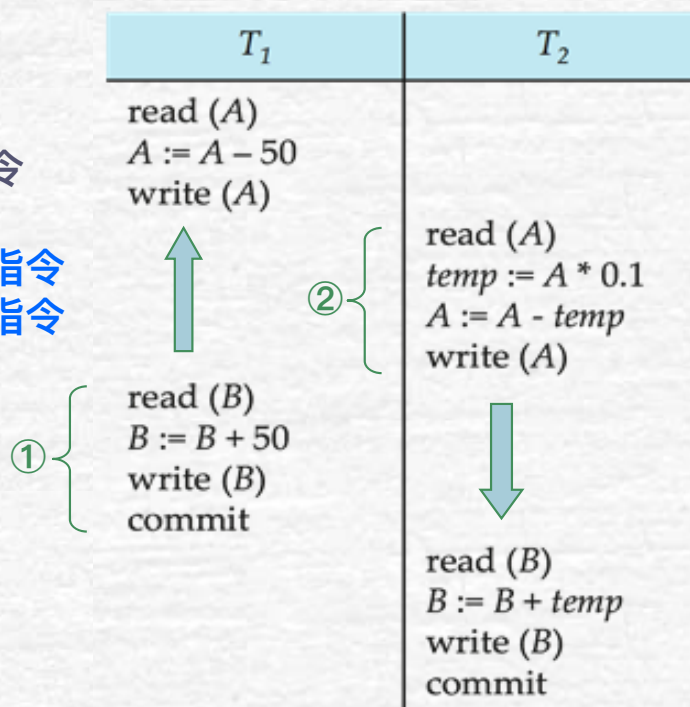 T₁ T₂
令
指令
指令
read (A)
A := A – 50
write (A)
②
read (A)
temp := A * 0.1
A := A - temp
write (A)
①
read (B)
B := B + 50
write (B)
commit
read (B)
B := B + temp
write (B)
commit